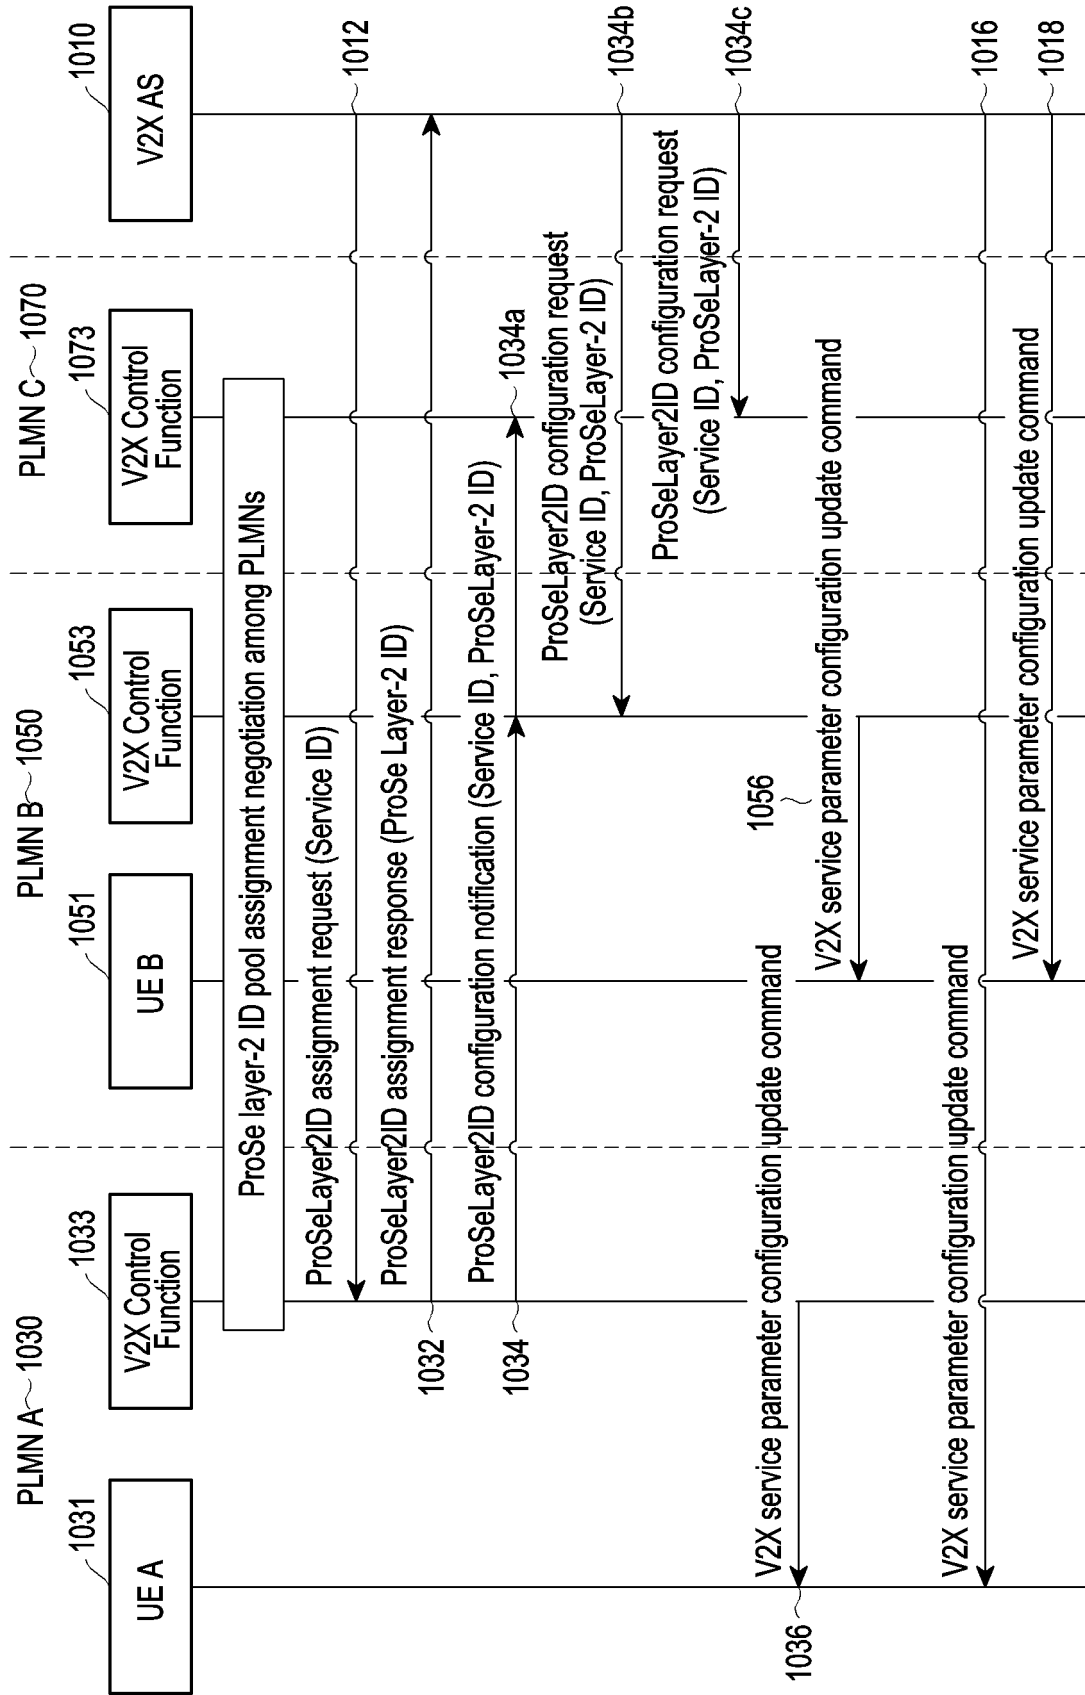 PLMN A 1030
PLMN B 1050
PLMN C 1070
1031
1033
1051
1053
1073
1010
UE A
V2X Control
Function
UE B
V2X Control
Function
V2X Control
Function
V2X AS
ProSe layer-2 ID pool assignment negotiation among PLMNs
ProSeLayer2ID assignment request (Service ID)
1012
ProSeLayer2ID assignment response (ProSe Layer-2 ID)
1032
ProSeLayer2ID configuration notification (Service ID, ProSeLayer-2 ID)
1034
1034a
ProSeLayer2ID configuration request
(Service ID, ProSeLayer-2 ID)
1034b
ProSeLayer2ID configuration request
(Service ID, ProSeLayer-2 ID)
1034c
V2X service parameter configuration update command
1036
1056
V2X service parameter configuration update command
V2X service parameter configuration update command
1016
V2X service parameter configuration update command
1018